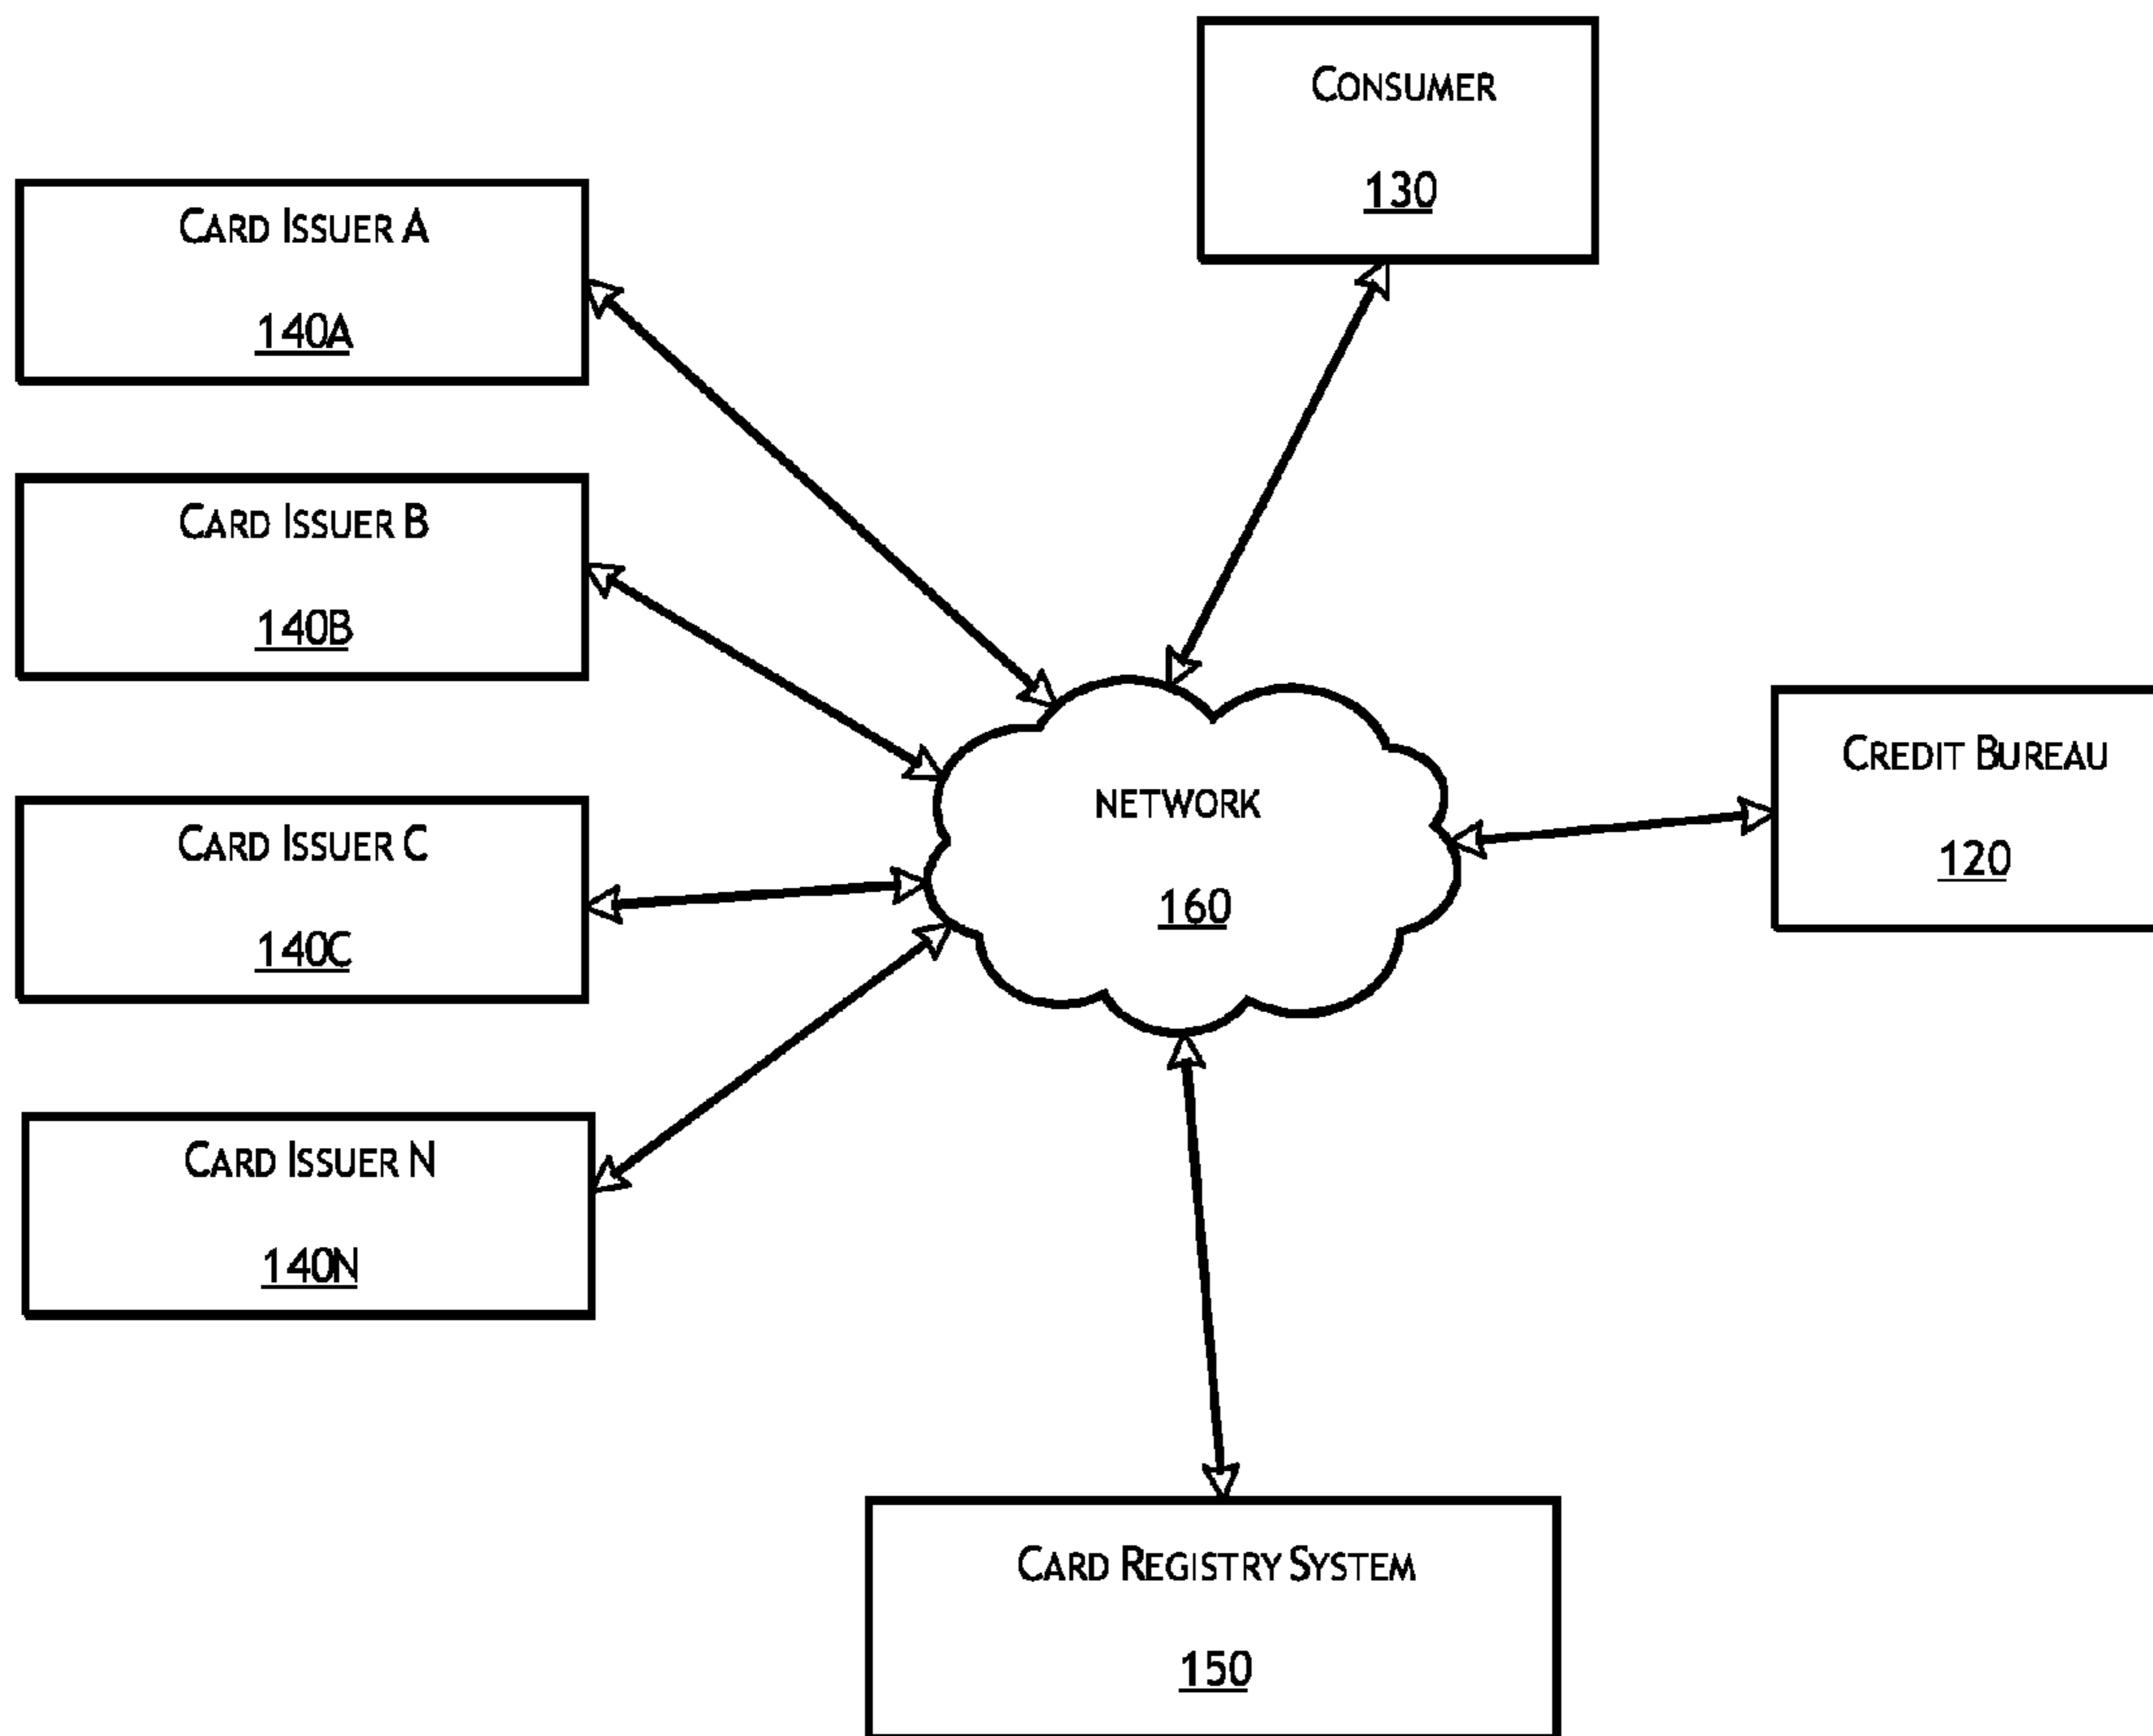 CONSUMER
130
CARD ISSUER A
140A
CARD ISSUER B
140B
CARD ISSUER C
140C
CARD ISSUER N
140N
NETWORK
160
CREDIT BUREAU
120
CARD REGISTRY SYSTEM
150